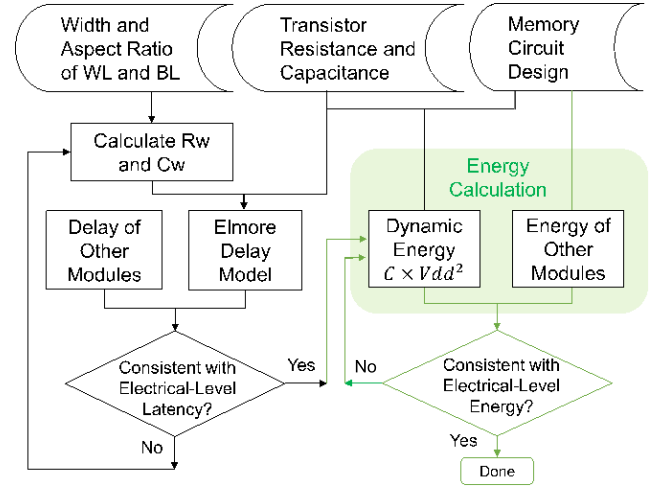 Width and
Aspect Ratio
of WL and BL
Transistor
Resistance and
Capacitance
Memory
Circuit
Design
Calculate Rw
and Cw
Energy
Calculation
Delay of
Other
Modules
Elmore
Delay
Model
Dynamic
Energy
C × Vdd²
Energy of
Other
Modules
Consistent with
Electrical-Level
Latency?
Yes
No
Consistent with
Electrical-Level
Energy?
No
Yes
Done